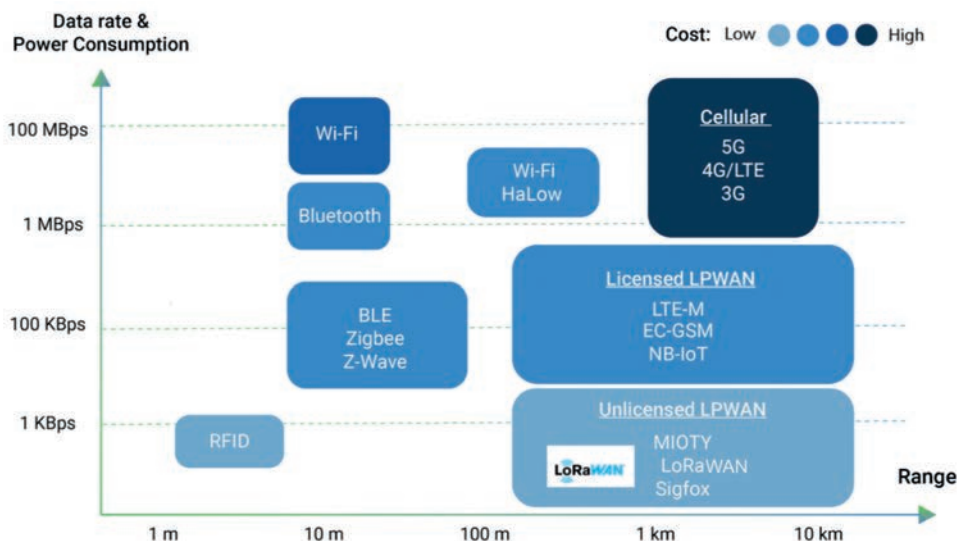 Data rate &
Power Consumption
Cost: Low High
100 MBps
Wi-Fi
Cellular
5G
4G/LTE
3G
Wi-Fi
HaLow
Bluetooth
1 MBps
Licensed LPWAN
LTE-M
EC-GSM
NB-IoT
BLE
Zigbee
Z-Wave
100 KBps
Unlicensed LPWAN
MIOTY
LoRaWAN
Sigfox
LoRaWAN
1 KBps
RFID
Range
1 m 10 m 100 m 1 km 10 km